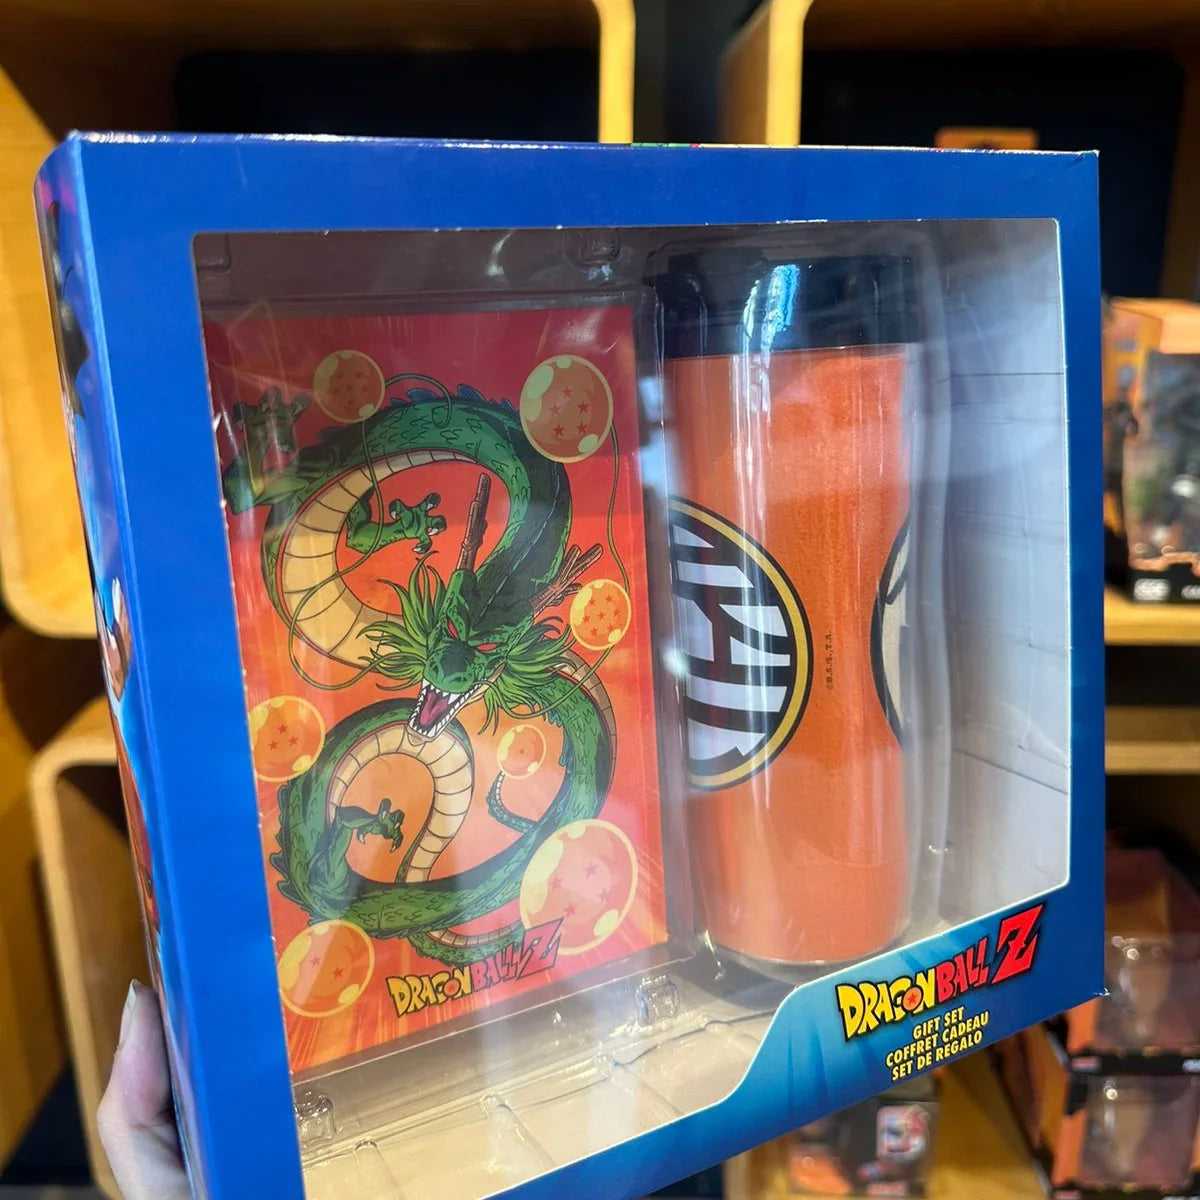 DRAGON BALL Z
©B.S.,T.A.
DRAGON BALL Z
GIFT SET
COFFRET CADEAU
SET DE REGALO